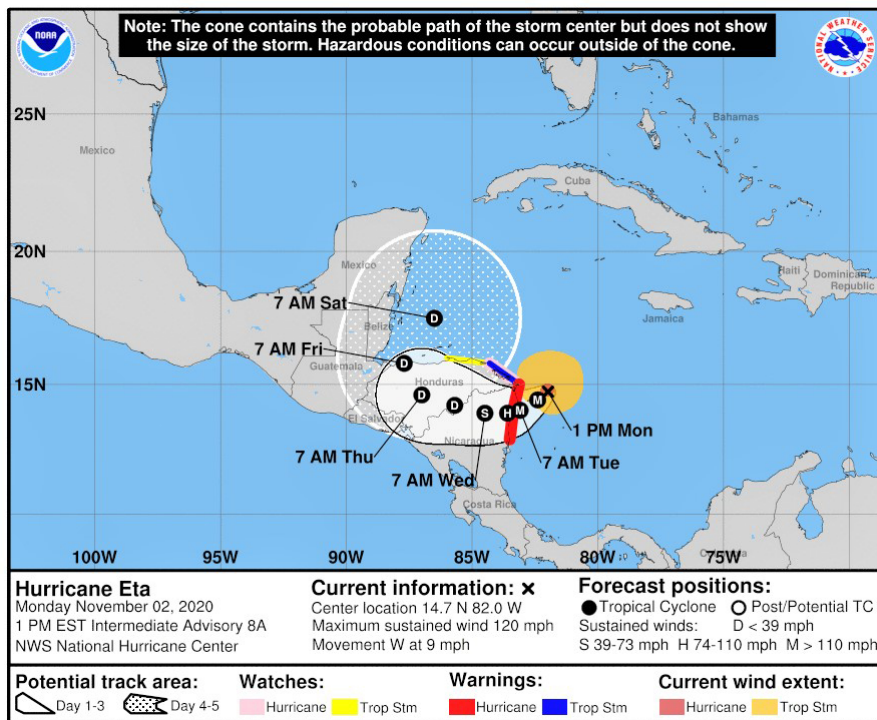 Note: The cone contains the probable path of the storm center but does not show
the size of the storm. Hazardous conditions can occur outside of the cone.
NOAA
NATIONAL WEATHER SERVICE
25N
Mexico
Bahamas
Cuba
20N
Mexico
Haiti
Dominican
Republic
7 AM Sat
D
Jamaica
Belize
7 AM Fri
D
Guatemala
15N
Honduras
D
D
S
H
M
M
El Salvador
1 PM Mon
Nicaragua
7 AM Thu
7 AM Tue
7 AM Wed
Costa Rica
100W
90W
85W
80W
75W
Hurricane Eta
Monday November 02, 2020
1 PM EST Intermediate Advisory 8A
NWS National Hurricane Center
Current information: x
Center location 14.7 N 82.0 W
Maximum sustained wind 120 mph
Movement W at 9 mph
Forecast positions:
Tropical Cyclone Post/Potential TC
Sustained winds: D < 39 mph
S 39-73 mph H 74-110 mph M > 110 mph
Potential track area:
Day 1-3 Day 4-5
Watches:
Hurricane Trop Stm
Warnings:
Hurricane Trop Stm
Current wind extent:
Hurricane Trop Stm